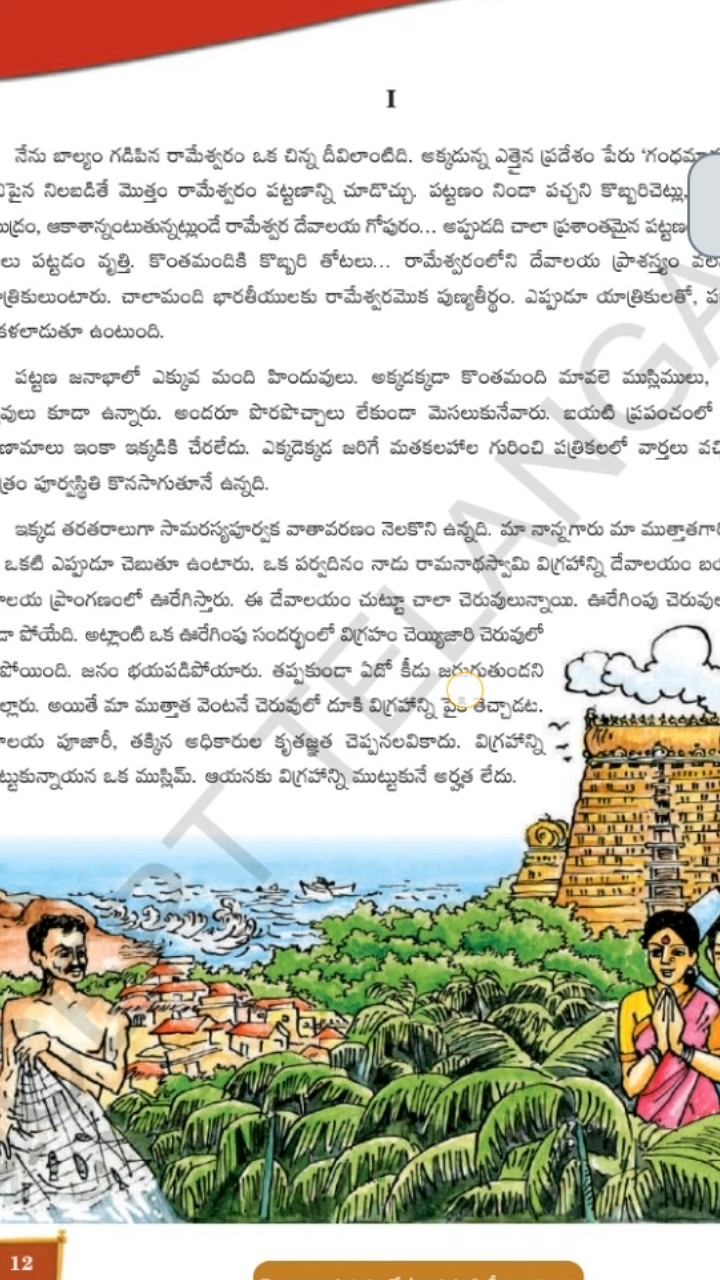 I
నేను బాల్యం గడిపిన రామేశ్వరం ఒక చిన్న దీవిలాంటిది. అక్కడున్న ఎత్తైన ప్రదేశం పేరు ‘గంధమా
పైన నిలబడితే మొత్తం రామేశ్వరం పట్టణాన్ని చూడొచ్చు. పట్టణం నిండా పచ్చని కొబ్బరిచెట్లు,
ముద్రం, ఆకాశాన్నంటుతున్నట్లుండే రామేశ్వర దేవాలయ గోపురం... అప్పుడది చాలా ప్రశాంతమైన పట్టణ
లు పట్టడం వృత్తి. కొంతమందికి కొబ్బరి తోటలు... రామేశ్వరంలోని దేవాలయ ప్రాశస్త్యం వలా
త్రికులుంటారు. చాలామంది భారతీయులకు రామేశ్వరమొక పుణ్యతీర్థం. ఎప్పుడూ యాత్రికులతో,
కళలాడుతూ ఉంటుంది.
పట్టణ జనాభాలో ఎక్కువ మంది హిందువులు. అక్కడక్కడా కొంతమంది మావలె ముస్లిములు,
వులు కూడా ఉన్నారు. అందరూ పొరపొచ్చాలు లేకుండా మెసలుకునేవారు. బయటి ప్రపంచంలో
ణామాలు ఇంకా ఇక్కడికి చేరలేదు. ఎక్కడెక్కడ జరిగే మతకలహాల గురించి పత్రికలలో వార్తలు వచ
త్రం పూర్వస్థితి కొనసాగుతూనే ఉన్నది.
ఇక్కడ తరతరాలుగా సామరస్యపూర్వక వాతావరణం నెలకొని ఉన్నది. మా నాన్నగారు మా ముత్తాతగా
ఒకటి ఎప్పుడూ చెబుతూ ఉంటారు. ఒక పర్వదినం నాడు రామనాథస్వామి విగ్రహాన్ని దేవాలయం బయ
లయ ప్రాంగణంలో ఊరేగిస్తారు. ఈ దేవాలయం చుట్టూ చాలా చెరువులున్నాయి. ఊరేగింపు చెరువుల
డా పోయేది. అట్లాంటి ఒక ఊరేగింపు సందర్భంలో విగ్రహం చెయ్యిజారి చెరువులో
పోయింది. జనం భయపడిపోయారు. తప్పకుండా ఏదో కీడు జరుగుతుందని
ల్లారు. అయితే మా ముత్తాత వెంటనే చెరువులో దూకి విగ్రహాన్ని పైకి తెచ్చాడట.
లయ పూజారీ, తక్కిన అధికారుల కృతజ్ఞత చెప్పనలవికాదు. విగ్రహాన్ని
ట్టుకున్నాయన ఒక ముస్లిమ్. ఆయనకు విగ్రహాన్ని ముట్టుకునే అర్హత లేదు.
RT TELANGA
12